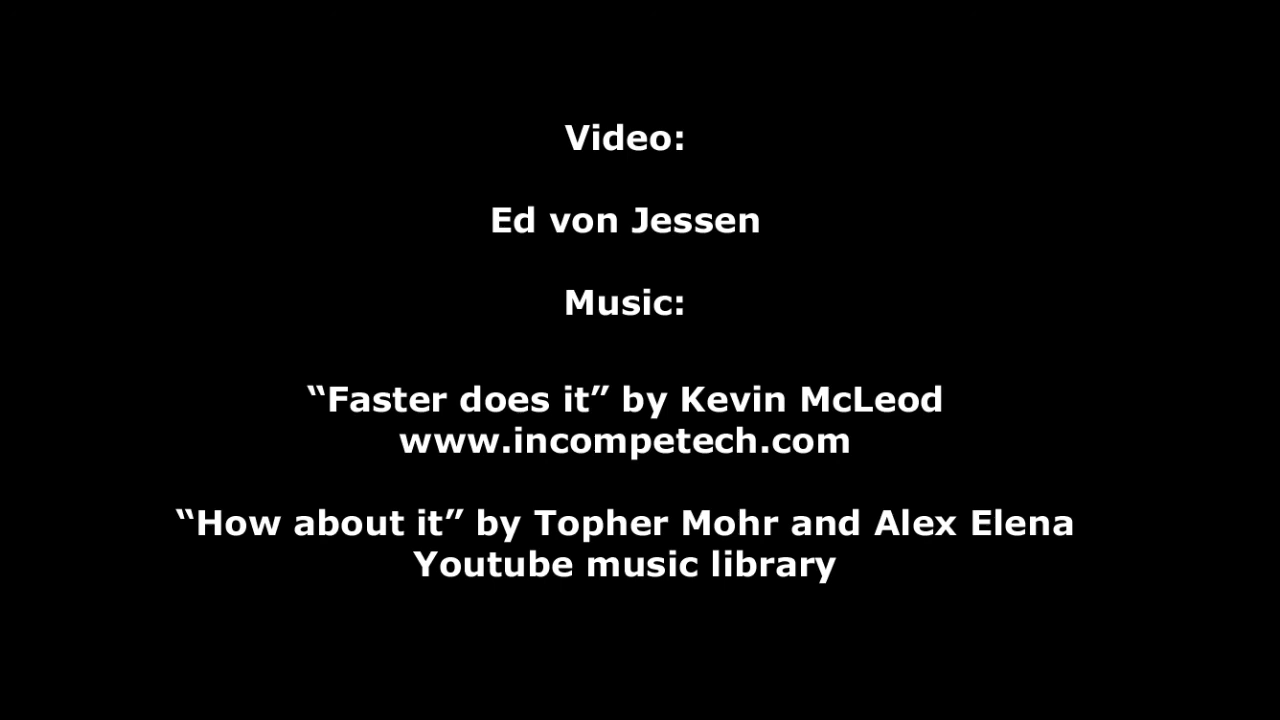 Video:
Ed von Jessen
Music:
“Faster does it” by Kevin McLeod
www.incompetech.com
“How about it” by Topher Mohr and Alex Elena
Youtube music library